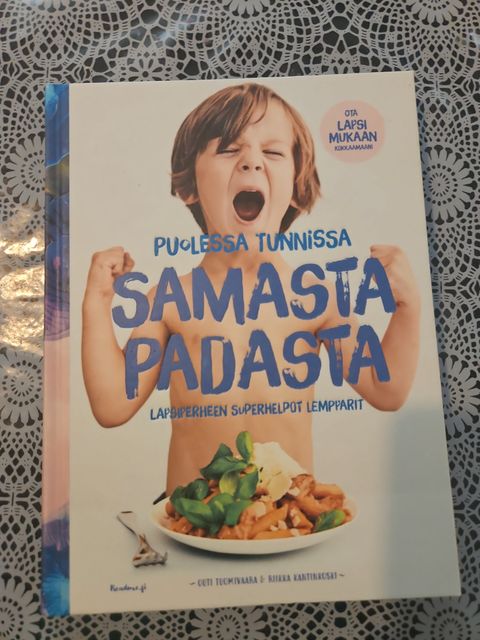 OTA
LAPSI
MUKAAN
KOKKAAMAAN!
PUOLESSA TUNNISSA
SAMASTA
PADASTA
LAPSIPERHEEN SUPERHELPOT LEMPPARIT
~ OUTI TUOMIVAARA & RIIKKA KANTINKOSKI ~
Readme.fi